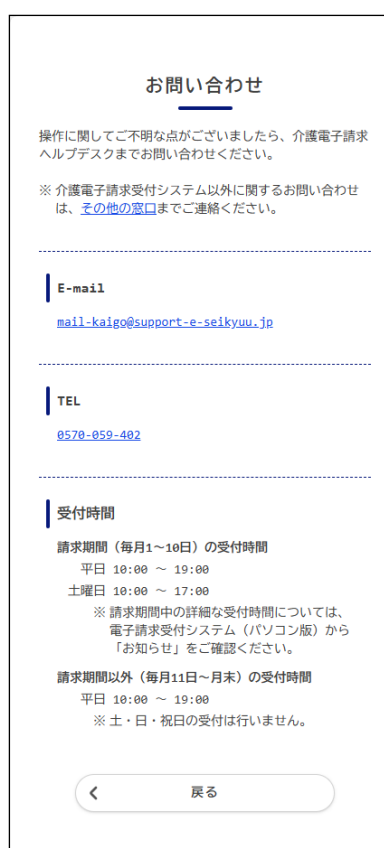 お問い合わせ
操作に関してご不明な点がございましたら、介護電子請求
ヘルプデスクまでお問い合わせください。
※ 介護電子請求受付システム以外に関するお問い合わせ
は、その他の窓口までご連絡ください。
E-mail
mail-kaigo@support-e-seikyuu.jp
TEL
0570-059-402
受付時間
請求期間（毎月1～10日）の受付時間
平日 10:00 ～ 19:00
土曜日 10:00 ～ 17:00
※ 請求期間中の詳細な受付時間については、
電子請求受付システム（パソコン版）から
「お知らせ」をご確認ください。
請求期間以外（毎月11日～月末）の受付時間
平日 10:00 ～ 19:00
※ 土・日・祝日の受付は行いません。
戻る